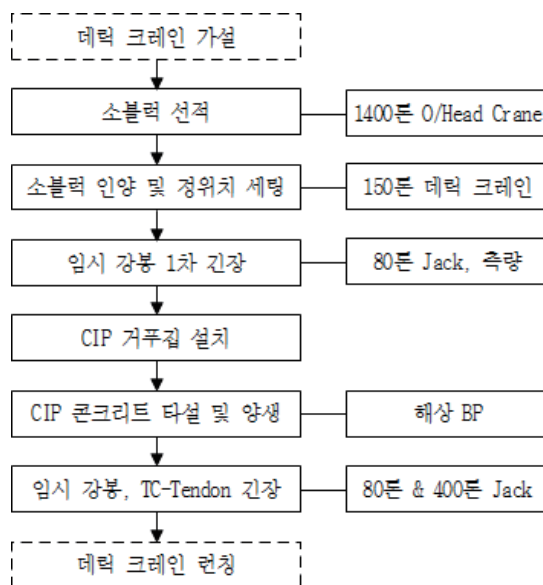 데릭 크레인 가설
소블럭 선적
1400톤 O/Head Crane
소블럭 인양 및 정위치 세팅
150톤 데릭 크레인
임시 강봉 1차 긴장
80톤 Jack, 측량
CIP 거푸집 설치
CIP 콘크리트 타설 및 양생
해상 BP
임시 강봉, TC-Tendon 긴장
80톤 & 400톤 Jack
데릭 크레인 런칭